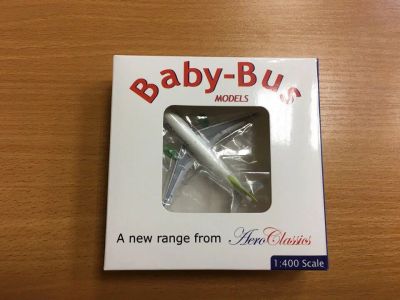 Baby-Bus
MODELS
A new range from AeroClassics
1:400 Scale